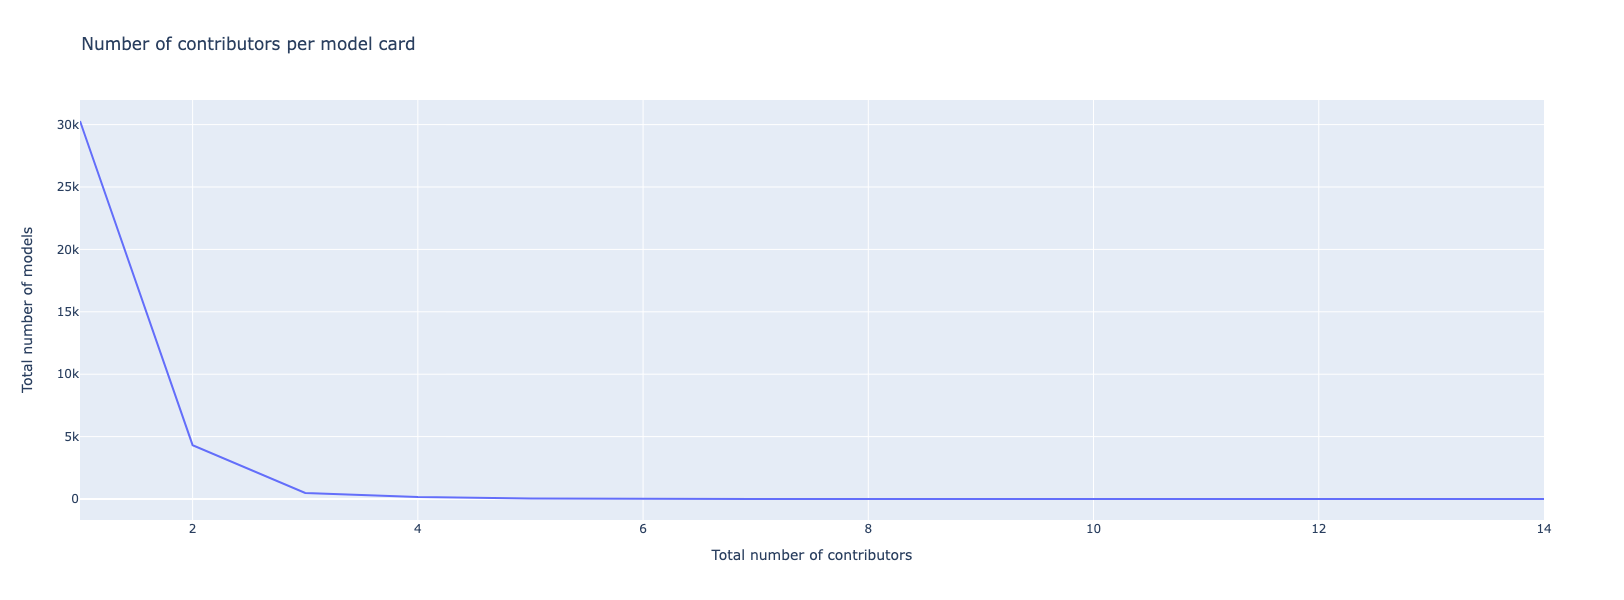 Number of contributors per model card
30k
25k
20k
15k
10k
5k
0
Total number of models
2 4 6 8 10 12 14
Total number of contributors